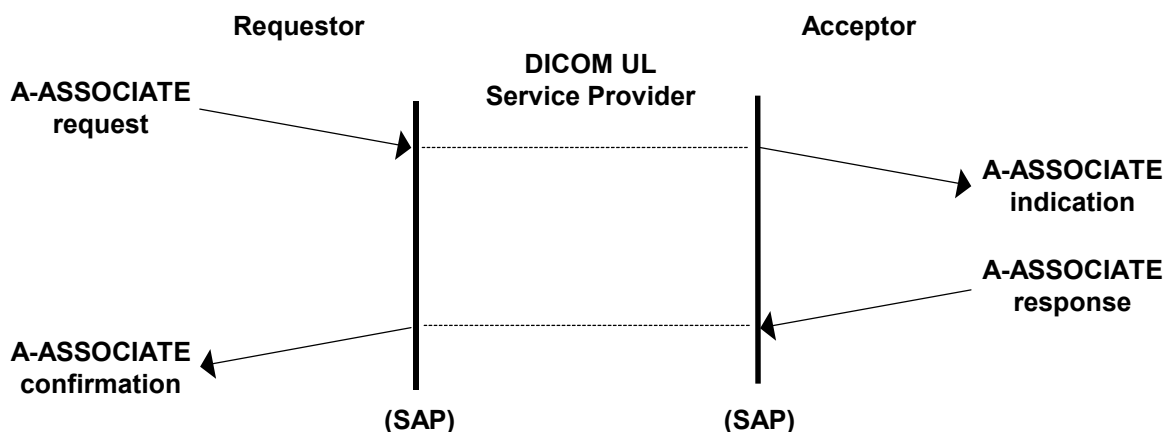 Requestor
Acceptor
DICOM UL
Service Provider
A-ASSOCIATE
request
A-ASSOCIATE
indication
A-ASSOCIATE
response
A-ASSOCIATE
confirmation
(SAP)
(SAP)